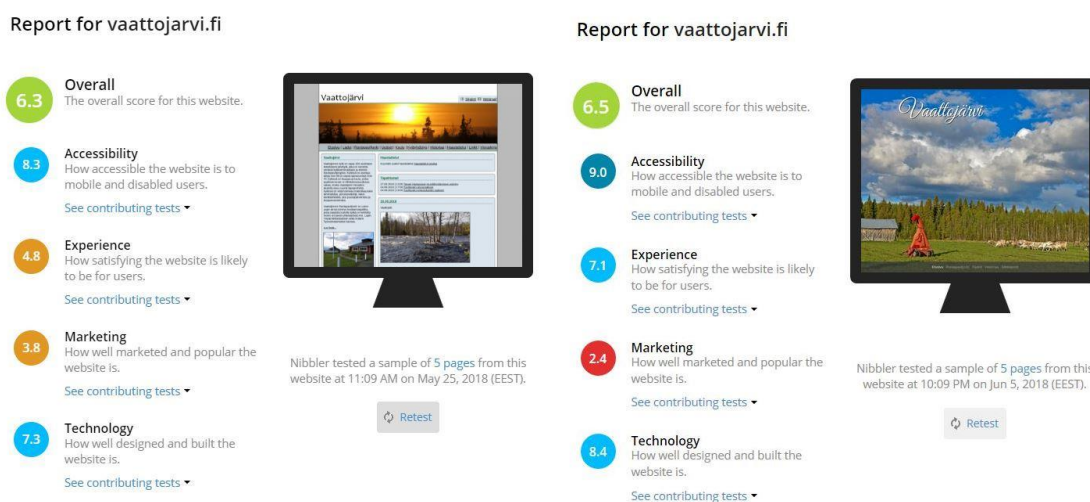 Report for vaattojarvi.fi
6.3
Overall
The overall score for this website.
8.3
Accessibility
How accessible the website is to
mobile and disabled users.
See contributing tests
4.8
Experience
How satisfying the website is likely
to be for users.
See contributing tests
3.8
Marketing
How well marketed and popular the
website is.
See contributing tests
7.3
Technology
How well designed and built the
website is.
See contributing tests
Vaattojärvi
Nibbler tested a sample of 5 pages from this
website at 11:09 AM on May 25, 2018 (EEST).
Retest
Report for vaattojarvi.fi
6.5
Overall
The overall score for this website.
9.0
Accessibility
How accessible the website is to
mobile and disabled users.
See contributing tests
7.1
Experience
How satisfying the website is likely
to be for users.
See contributing tests
2.4
Marketing
How well marketed and popular the
website is.
See contributing tests
8.4
Technology
How well designed and built the
website is.
See contributing tests
Vaattojärvi
Nibbler tested a sample of 5 pages from this
website at 10:09 PM on Jun 5, 2018 (EEST).
Retest